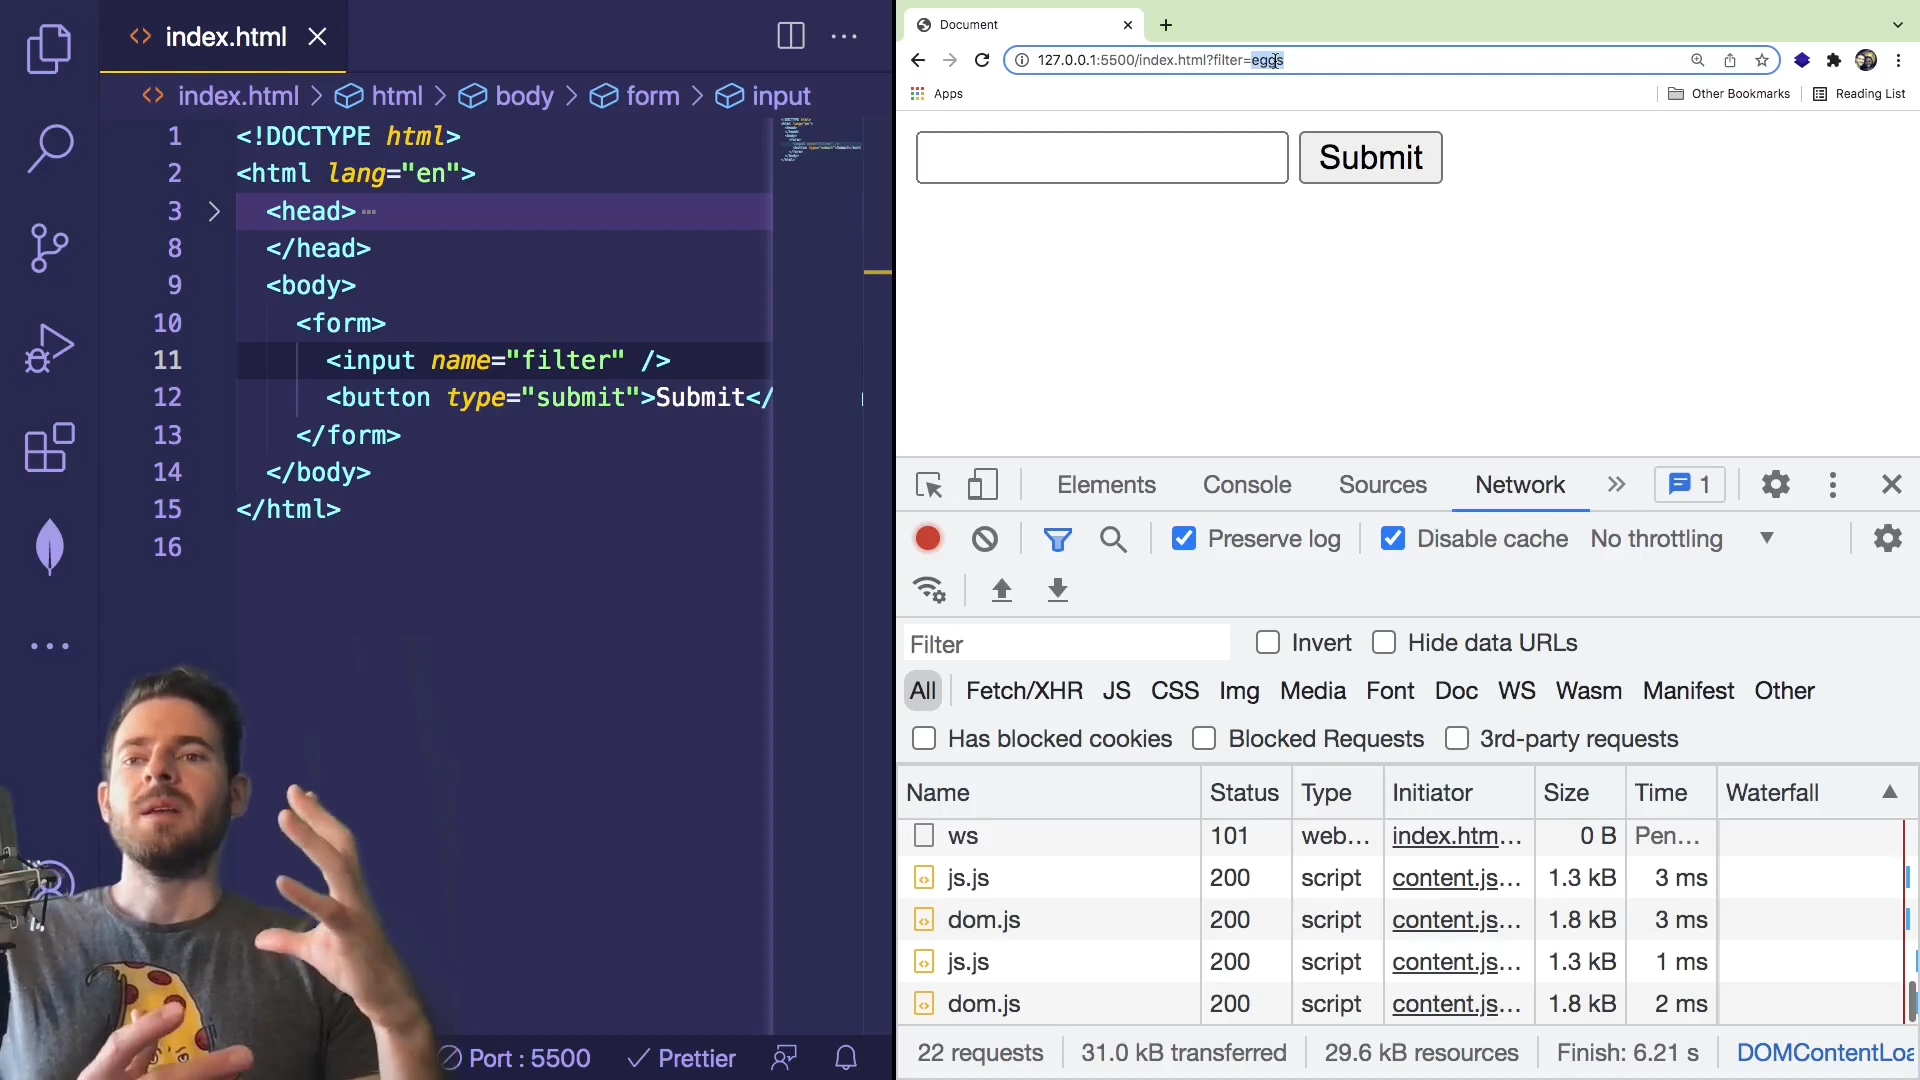 <> index.html
<> index.html > html > body > form > input
1 <!DOCTYPE html>
2 <html lang="en">
3 <head>
8 </head>
9 <body>
10 <form>
11 <input name="filter" />
12 <button type="submit">Submit</
13 </form>
14 </body>
15 </html>
16
Port : 5500 Prettier
Document
127.0.0.1:5500/index.html?filter=eggs
Apps Other Bookmarks Reading List
Submit
Elements Console Sources Network 1
Preserve log Disable cache No throttling
Filter Invert Hide data URLs
All Fetch/XHR JS CSS Img Media Font Doc WS Wasm Manifest Other
Has blocked cookies Blocked Requests 3rd-party requests
Name Status Type Initiator Size Time Waterfall
ws 101 web... index.htm... 0 B Pen...
js.js 200 script content.js... 1.3 kB 3 ms
dom.js 200 script content.js... 1.8 kB 3 ms
js.js 200 script content.js... 1.3 kB 1 ms
dom.js 200 script content.js... 1.8 kB 2 ms
22 requests 31.0 kB transferred 29.6 kB resources Finish: 6.21 s DOMContentLoa